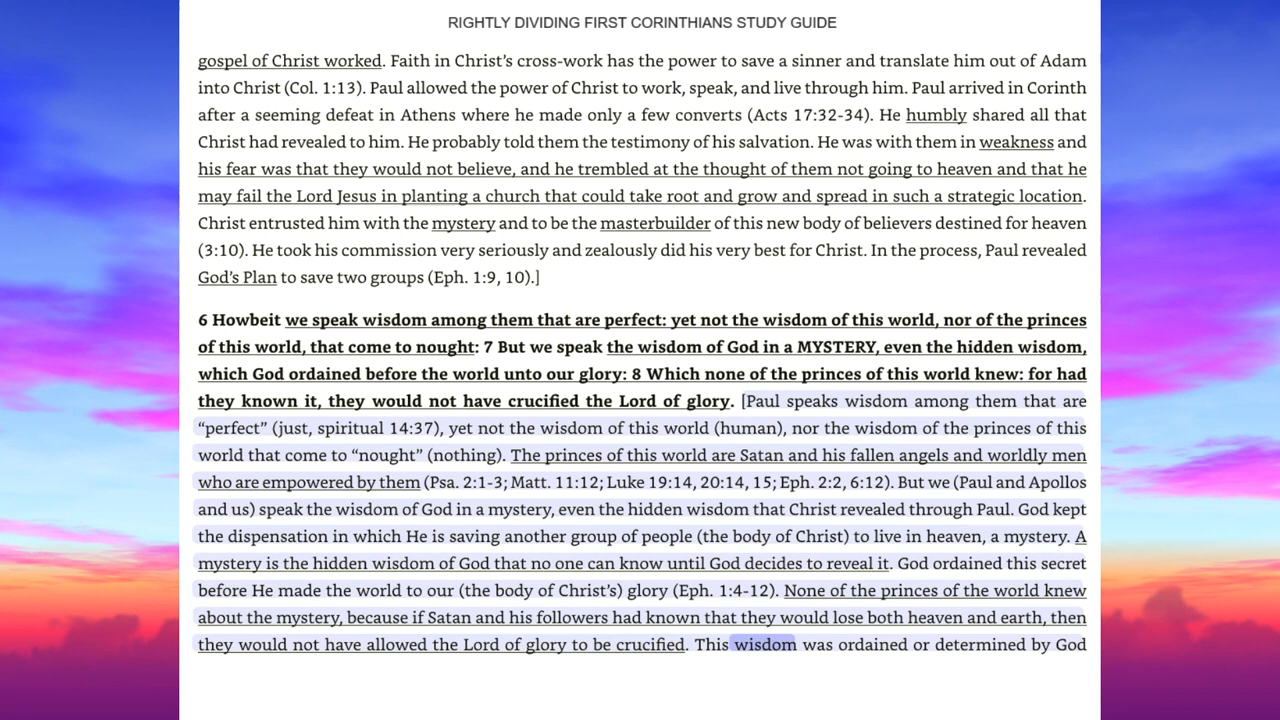 RIGHTLY DIVIDING FIRST CORINTHIANS STUDY GUIDE
gospel of Christ worked. Faith in Christ’s cross-work has the power to save a sinner and translate him out of Adam
into Christ (Col. 1:13). Paul allowed the power of Christ to work, speak, and live through him. Paul arrived in Corinth
after a seeming defeat in Athens where he made only a few converts (Acts 17:32-34). He humbly shared all that
Christ had revealed to him. He probably told them the testimony of his salvation. He was with them in weakness and
his fear was that they would not believe, and he trembled at the thought of them not going to heaven and that he
may fail the Lord Jesus in planting a church that could take root and grow and spread in such a strategic location.
Christ entrusted him with the mystery and to be the masterbuilder of this new body of believers destined for heaven
(3:10). He took his commission very seriously and zealously did his very best for Christ. In the process, Paul revealed
God’s Plan to save two groups (Eph. 1:9, 10).]
6 Howbeit we speak wisdom among them that are perfect: yet not the wisdom of this world, nor of the princes
of this world, that come to nought: 7 But we speak the wisdom of God in a MYSTERY, even the hidden wisdom,
which God ordained before the world unto our glory: 8 Which none of the princes of this world knew: for had
they known it, they would not have crucified the Lord of glory. [Paul speaks wisdom among them that are
“perfect” (just, spiritual 14:37), yet not the wisdom of this world (human), nor the wisdom of the princes of this
world that come to “nought” (nothing). The princes of this world are Satan and his fallen angels and worldly men
who are empowered by them (Psa. 2:1-3; Matt. 11:12; Luke 19:14, 20:14, 15; Eph. 2:2, 6:12). But we (Paul and Apollos
and us) speak the wisdom of God in a mystery, even the hidden wisdom that Christ revealed through Paul. God kept
the dispensation in which He is saving another group of people (the body of Christ) to live in heaven, a mystery. A
mystery is the hidden wisdom of God that no one can know until God decides to reveal it. God ordained this secret
before He made the world to our (the body of Christ’s) glory (Eph. 1:4-12). None of the princes of the world knew
about the mystery, because if Satan and his followers had known that they would lose both heaven and earth, then
they would not have allowed the Lord of glory to be crucified. This wisdom was ordained or determined by God